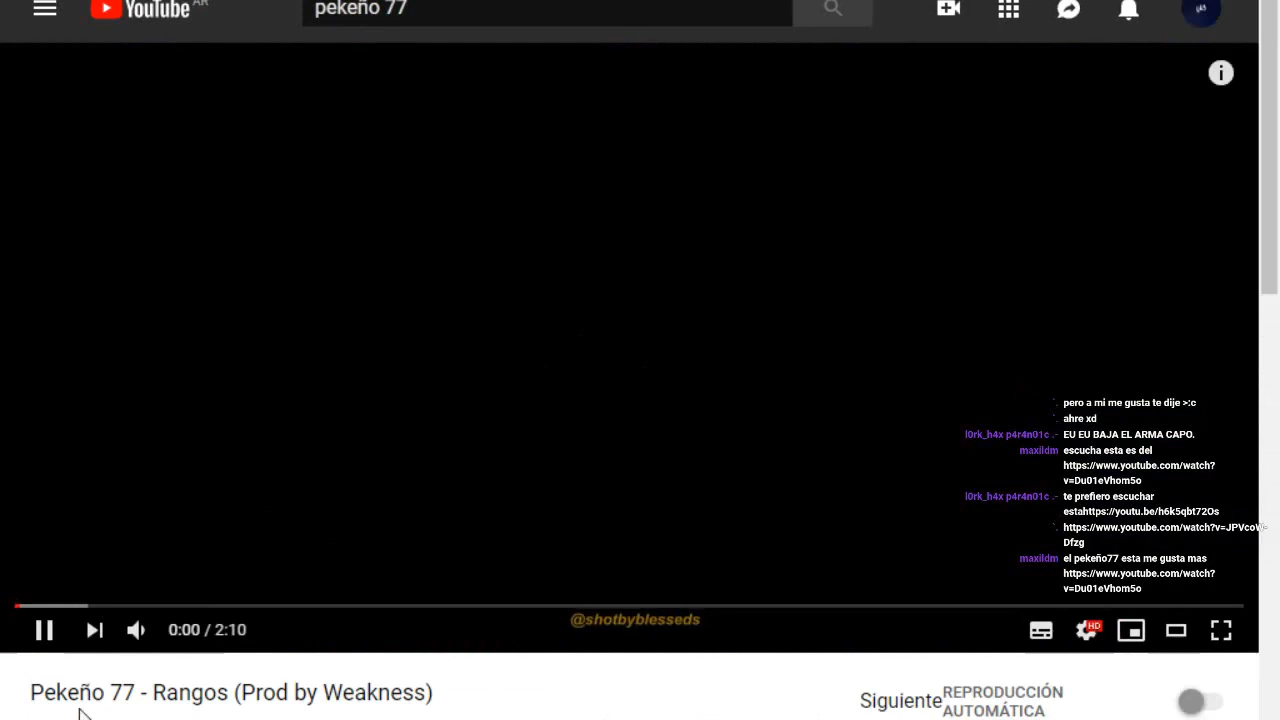 YouTube AR
pekeño 77
pero a mi me gusta te dije >:c
ahre xd
l0rk_h4x p4r4n01c .- EU EU BAJA EL ARMA CAPO.
maxildm escucha esta es del
https://www.youtube.com/watch?
v=Du01eVhom5o
l0rk_h4x p4r4n01c .- te prefiero escuchar
estahttps://youtu.be/h6k5qbt72Os
https://www.youtube.com/watch?v=JPVcoW-
Dfzg
maxildm el pekeño77 esta me gusta mas
https://www.youtube.com/watch?
v=Du01eVhom5o
@shotbyblesseds
0:00 / 2:10
HD
Pekeño 77 - Rangos (Prod by Weakness)
Siguiente
REPRODUCCIÓN
AUTOMÁTICA